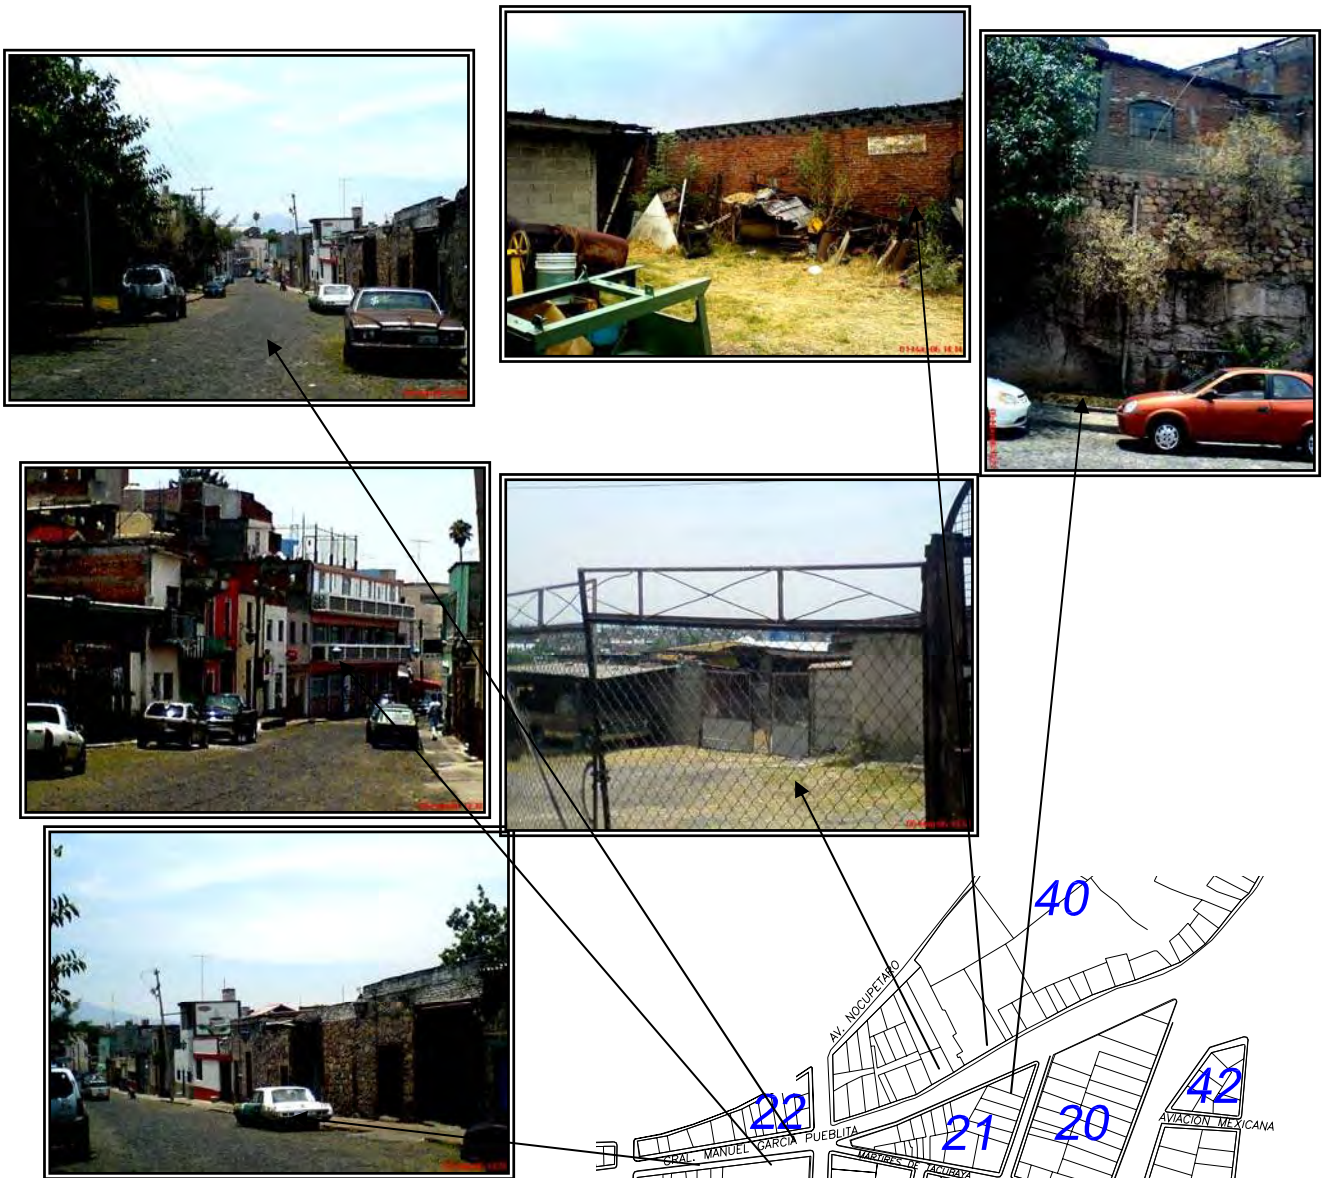 40
AV. NOCUPETARO
22
42
AVIACION MEXICANA
GRAL. MANUEL GARCIA PUEBLITA
21
20
MARTIRES DE TACUBAYA